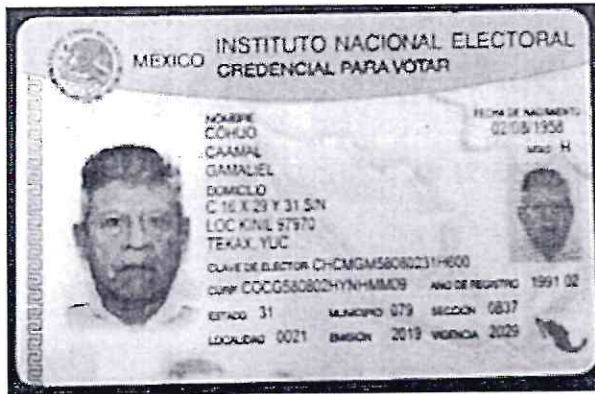 MÉXICO INSTITUTO NACIONAL ELECTORAL
CREDENCIAL PARA VOTAR
NOMBRE
COHUO
CAAMAL
GAMALIEL
FECHA DE NACIMIENTO
02/08/1958
SEXO H
DOMICILIO
C 16 X 29 Y 31 S/N
LOC KINIL 97970
TEKAX, YUC.
CLAVE DE ELECTOR CHCMGM58080231H600
CURP COCG580802HYNHMM09 AÑO DE REGISTRO 1991 02
ESTADO 31 MUNICIPIO 079 SECCIÓN 0837
LOCALIDAD 0021 EMISIÓN 2019 VIGENCIA 2029